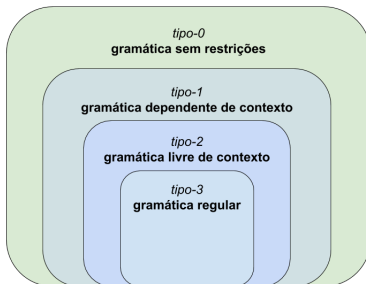 tipo-0
gramática sem restrições
tipo-1
gramática dependente de contexto
tipo-2
gramática livre de contexto
tipo-3
gramática regular